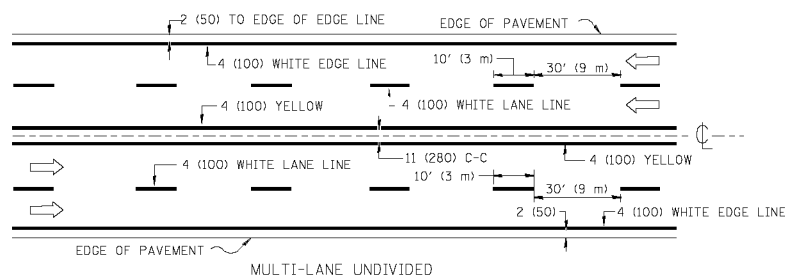 2 (50) TO EDGE OF EDGE LINE
EDGE OF PAVEMENT
4 (100) WHITE EDGE LINE
10' (3 m)
30' (9 m)
4 (100) YELLOW
4 (100) WHITE LANE LINE
℄
4 (100) WHITE LANE LINE
11 (280) C-C
4 (100) YELLOW
10' (3 m)
30' (9 m)
2 (50)
4 (100) WHITE EDGE LINE
EDGE OF PAVEMENT
MULTI-LANE UNDIVIDED